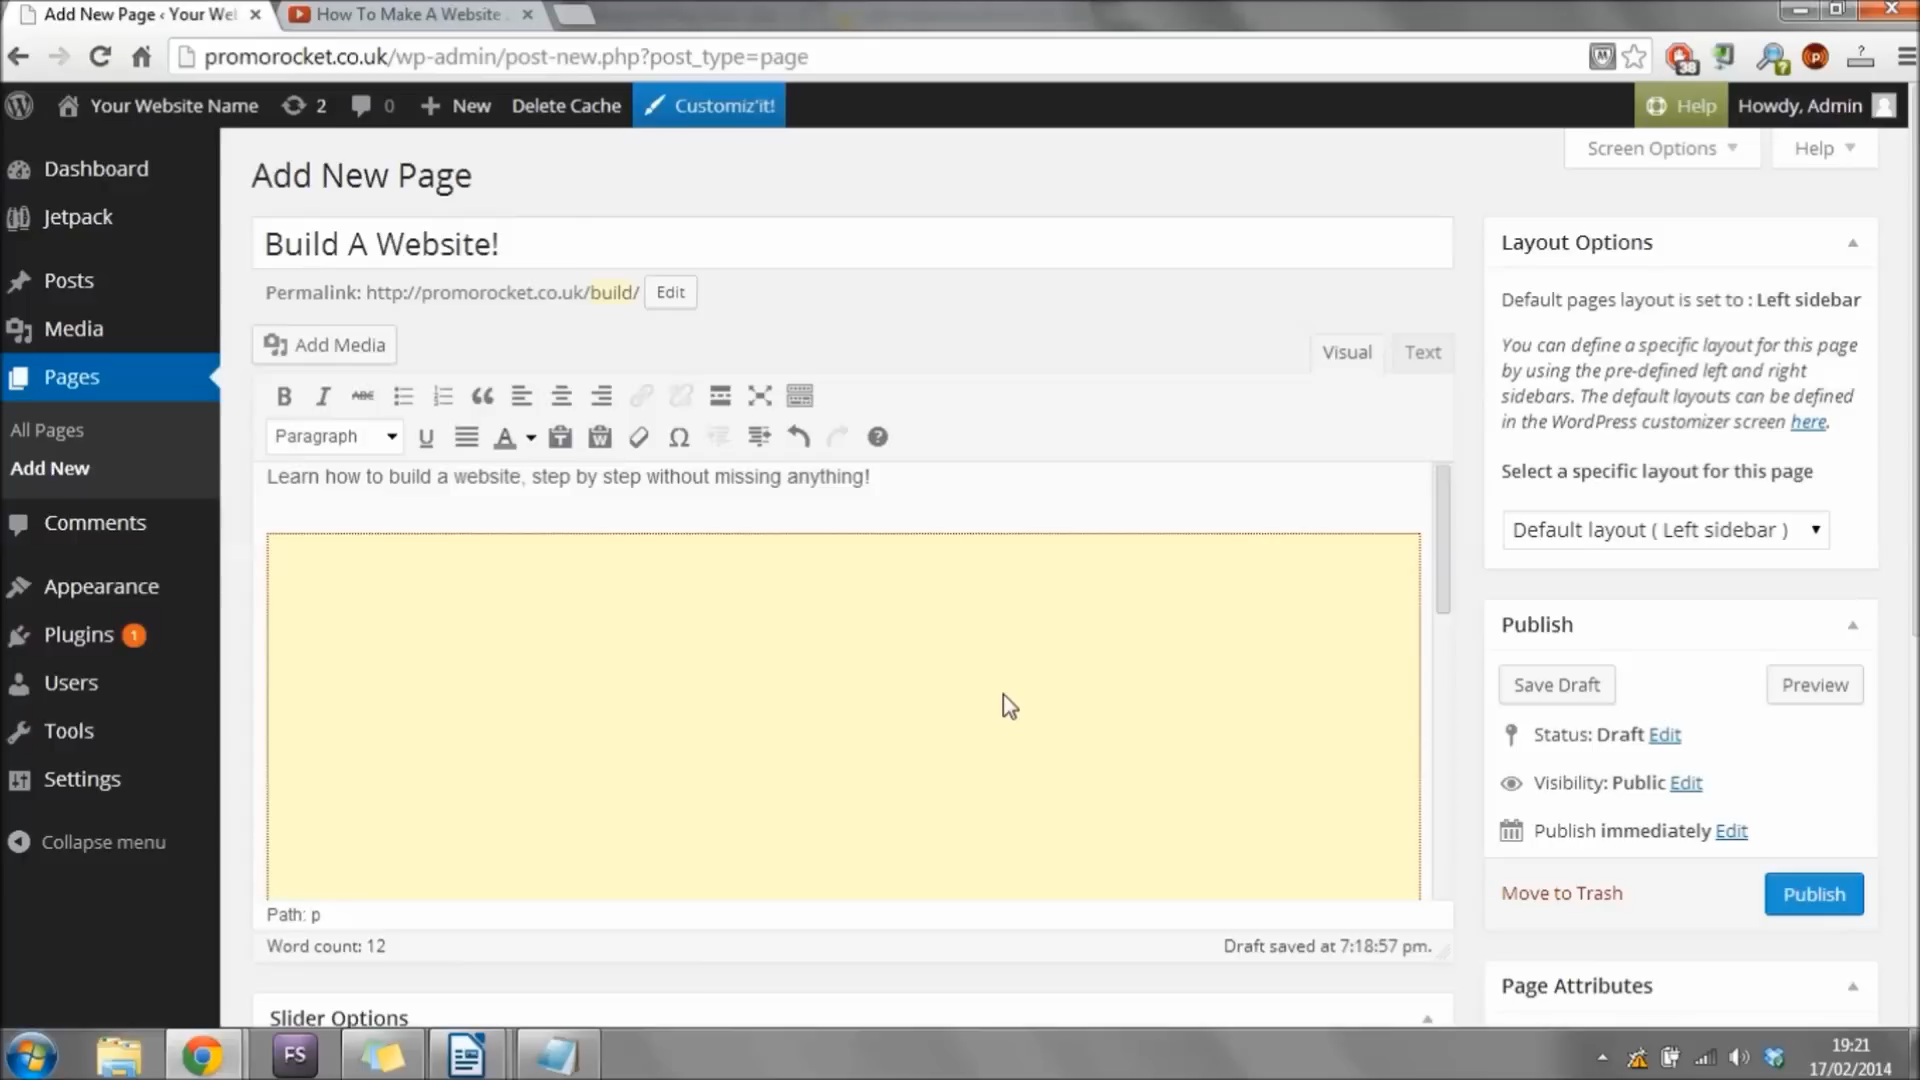 Add New Page ‹ Your Wel
How To Make A Website
promorocket.co.uk/wp-admin/post-new.php?post_type=page
38
?
Your Website Name
2
0
New
Delete Cache
Customiz'it!
Help
Howdy, Admin
Dashboard
Jetpack
Posts
Media
Pages
All Pages
Add New
Comments
Appearance
Plugins 1
Users
Tools
Settings
Collapse menu
Screen Options
Help
Add New Page
Build A Website!
Permalink: http://promorocket.co.uk/build/ Edit
Add Media
Visual
Text
B I ABC
Paragraph
U
A
T
W
Ω
?
Learn how to build a website, step by step without missing anything!
Path: p
Word count: 12
Draft saved at 7:18:57 pm.
Slider Options
Layout Options
Default pages layout is set to : Left sidebar
You can define a specific layout for this page
by using the pre-defined left and right
sidebars. The default layouts can be defined
in the WordPress customizer screen here.
Select a specific layout for this page
Default layout ( Left sidebar )
Publish
Save Draft
Preview
Status: Draft Edit
Visibility: Public Edit
Publish immediately Edit
Move to Trash
Publish
Page Attributes
FS
19:21
17/02/2014